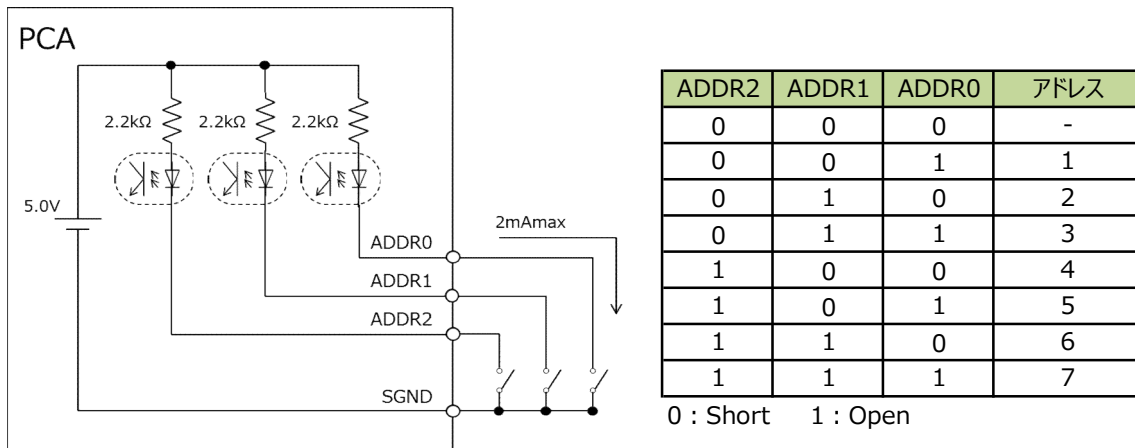 PCA
2.2kΩ 2.2kΩ 2.2kΩ
5.0V
ADDR0
ADDR1
ADDR2
SGND
2mAmax
ADDR2 ADDR1 ADDR0 アドレス
0 0 0 -
0 0 1 1
0 1 0 2
0 1 1 3
1 0 0 4
1 0 1 5
1 1 0 6
1 1 1 7
0 : Short 1 : Open